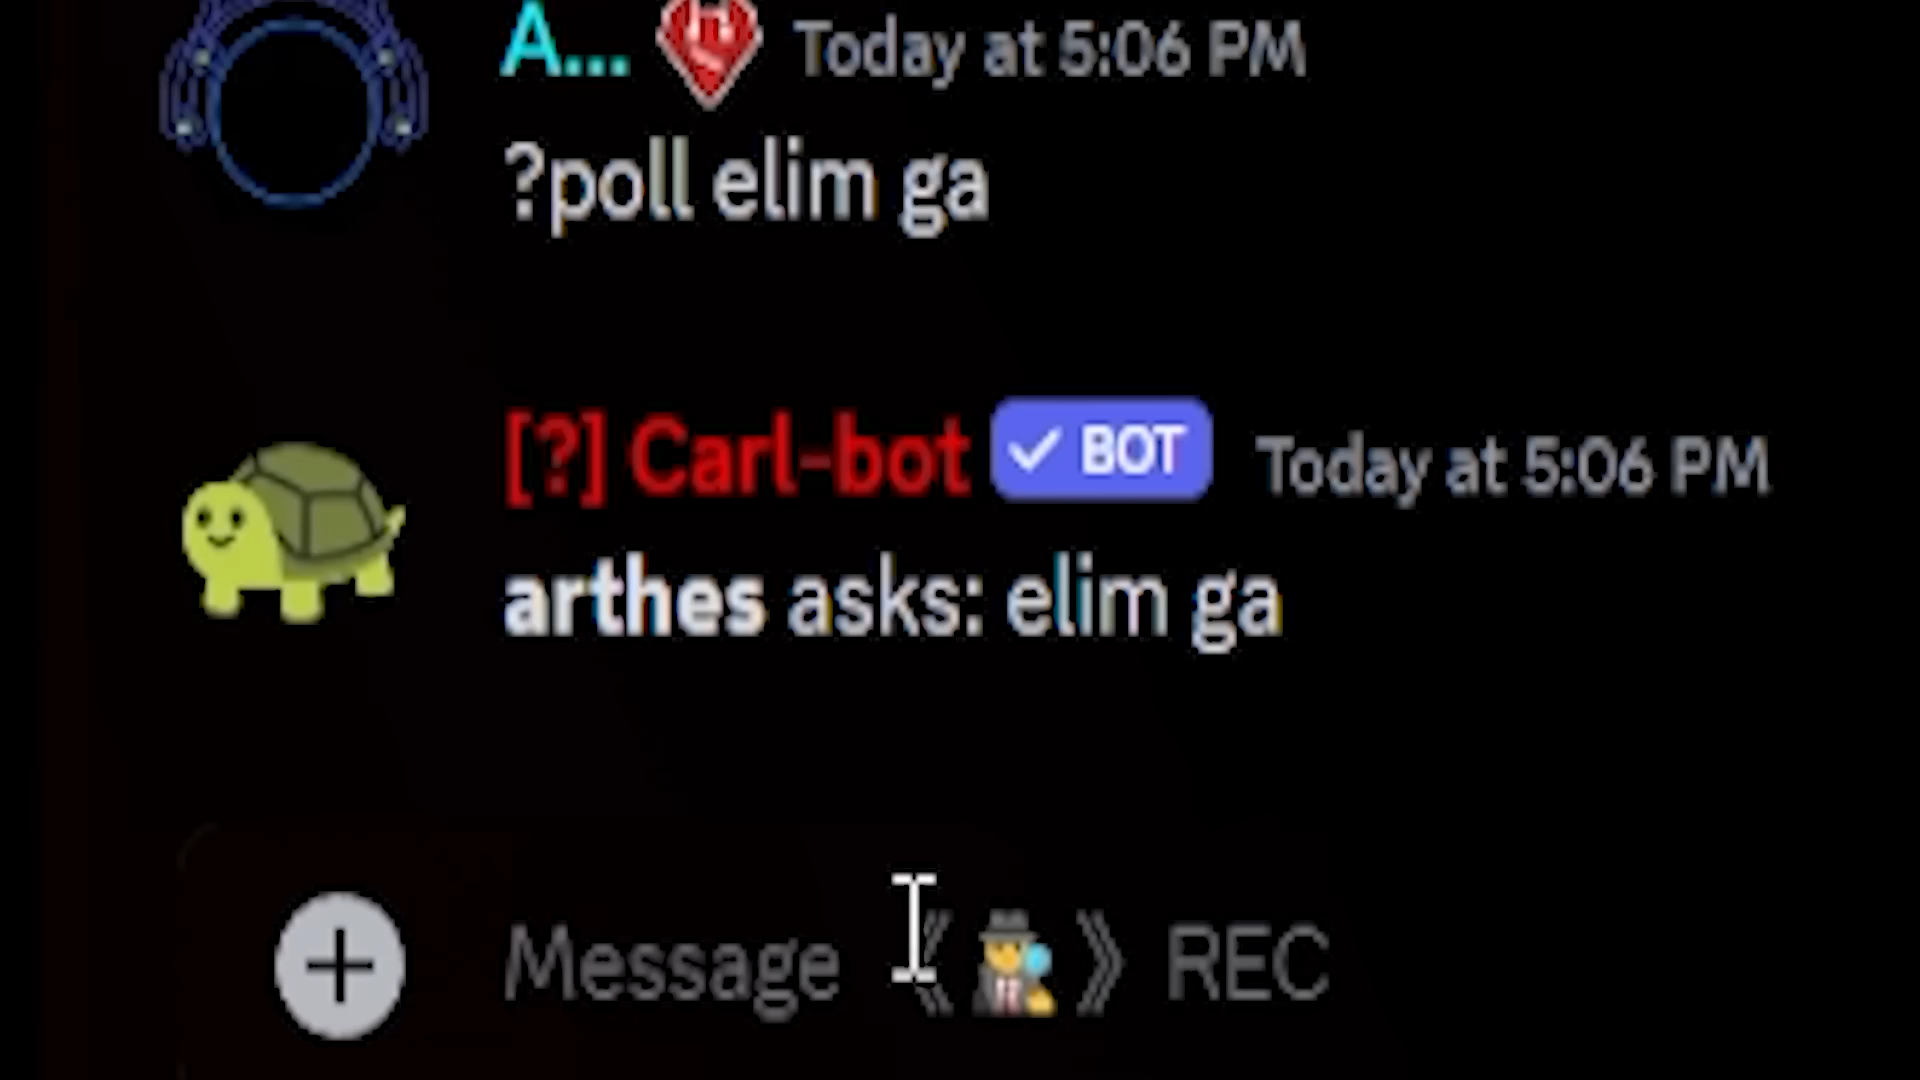 A... Today at 5:06 PM
?poll elim ga
[?] Carl-bot ✓ BOT Today at 5:06 PM
arthes asks: elim ga
Message 《🕵️》 REC